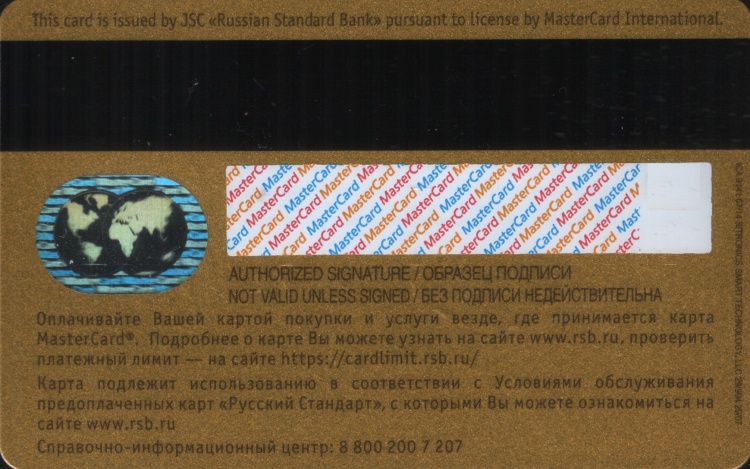 This card is issued by JSC «Russian Standard Bank» pursuant to license by MasterCard International.
AUTHORIZED SIGNATURE / ОБРАЗЕЦ ПОДПИСИ
NOT VALID UNLESS SIGNED / БЕЗ ПОДПИСИ НЕДЕЙСТВИТЕЛЬНА
Оплачивайте Вашей картой покупки и услуги везде, где принимается карта
MasterCard®. Подробнее о карте Вы можете узнать на сайте www.rsb.ru, проверить
платежный лимит — на сайте https://cardlimit.rsb.ru/
Карта подлежит использованию в соответствии с Условиями обслуживания
предоплаченных карт «Русский Стандарт», с которыми Вы можете ознакомиться на
сайте www.rsb.ru
Справочно-информационный центр: 8 800 200 7 207
MasterCard MasterCard MasterCard MasterCard